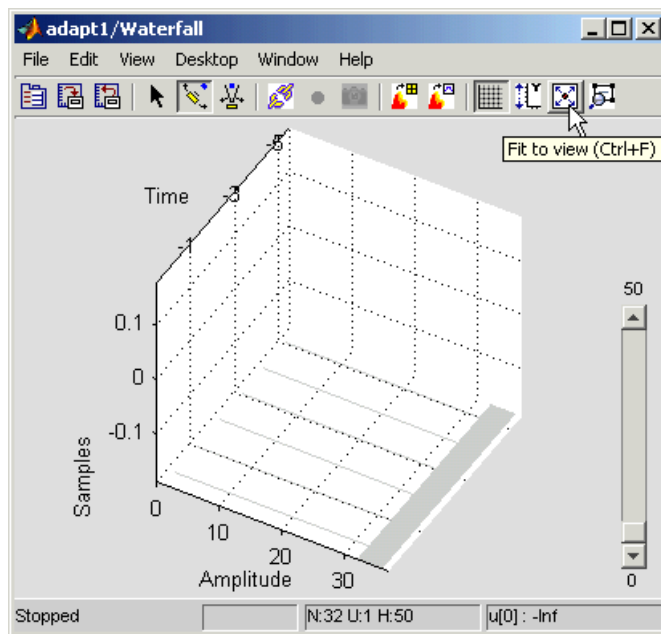 adapt1/Waterfall
File Edit View Desktop Window Help
Fit to view (Ctrl+F)
Time
-5
-3
-1
50
0.1
0
-0.1
Samples
0
10
20
30
Amplitude
0
Stopped
N:32 U:1 H:50
u[0] : -Inf